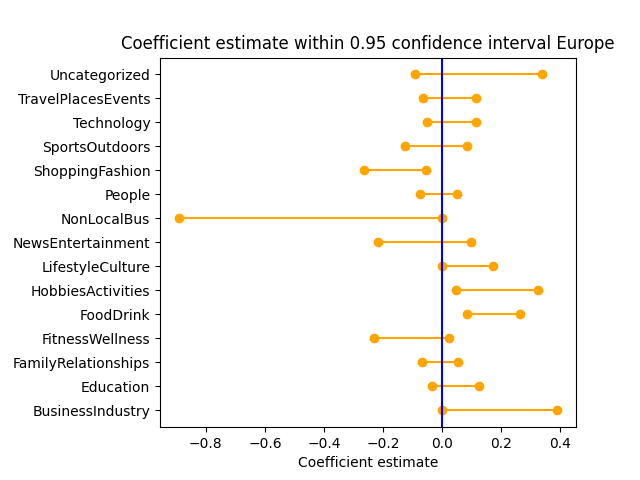 Coefficient estimate within 0.95 confidence interval Europe
Uncategorized
TravelPlacesEvents
Technology
SportsOutdoors
ShoppingFashion
People
NonLocalBus
NewsEntertainment
LifestyleCulture
HobbiesActivities
FoodDrink
FitnessWellness
FamilyRelationships
Education
BusinessIndustry
−0.8 −0.6 −0.4 −0.2 0.0 0.2 0.4
Coefficient estimate